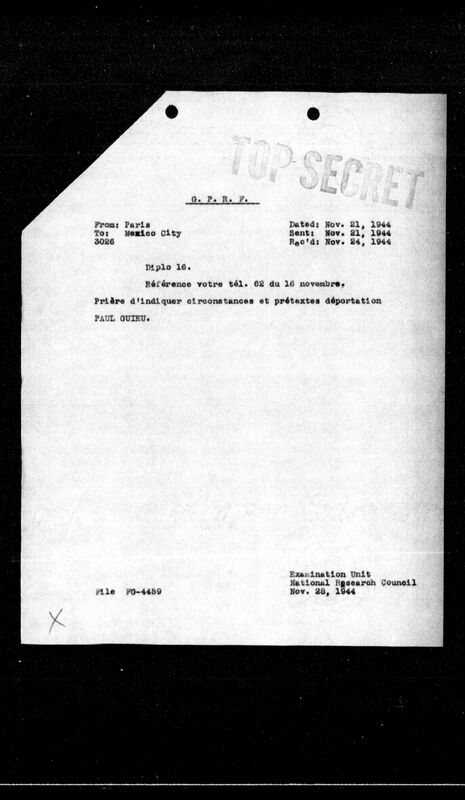 TOP SECRET
G. P. R. F.
From: Paris Dated: Nov. 21, 1944
To: Mexico City Sent: Nov. 21, 1944
3026 Rec'd: Nov. 24, 1944
Diplo 16.
Référence votre tél. 62 du 16 novembre.
Prière d'indiquer circonstances et prétextes déportation
PAUL GUIEU.
Examination Unit
National Research Council
File FG-4459 Nov. 28, 1944
X